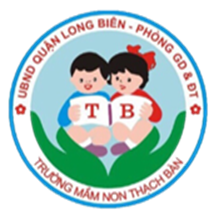 UBND QUẬN LONG BIÊN - PHÒNG GD & ĐT
T B
TRƯỜNG MẦM NON THẠCH BÀN